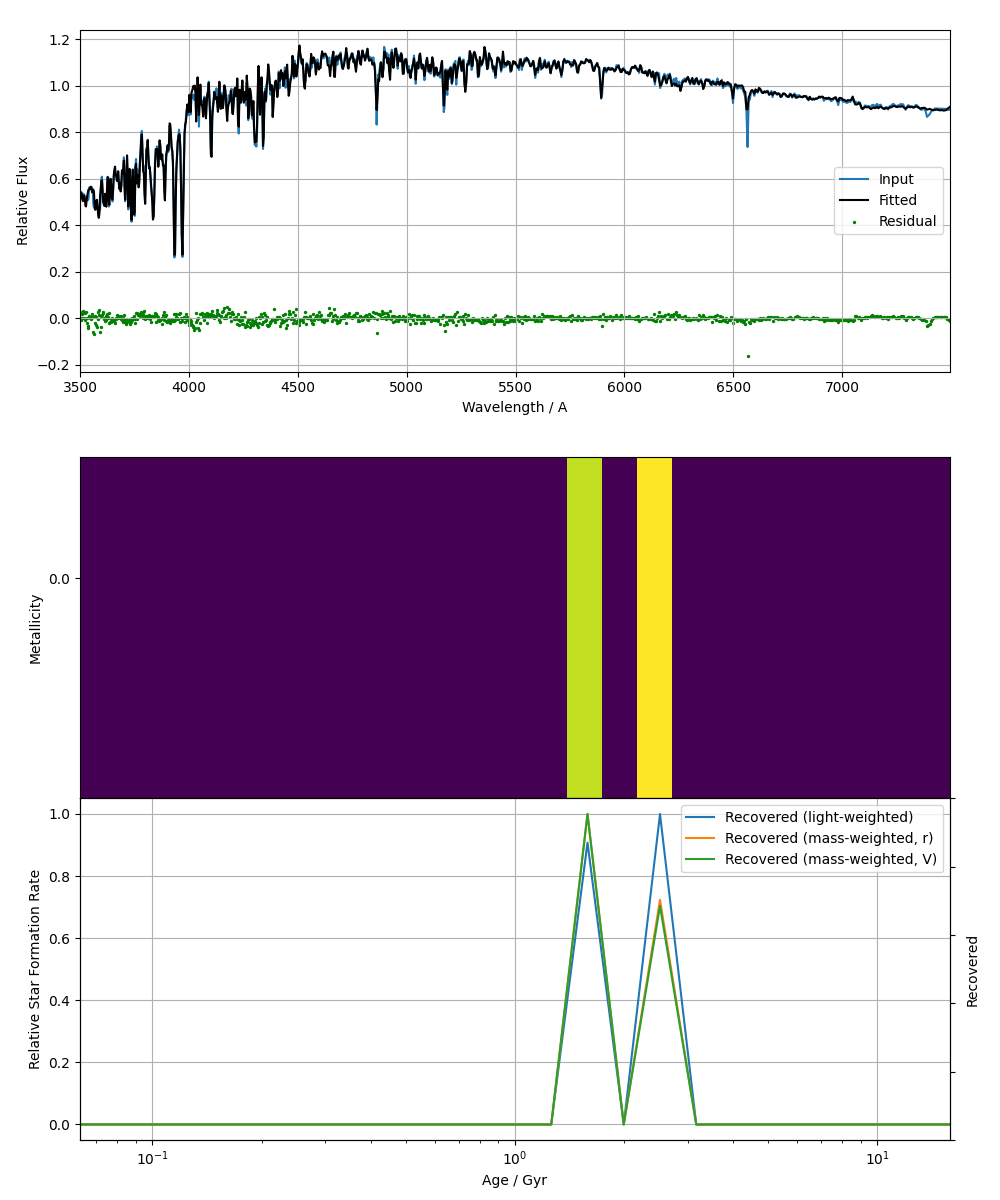 1.2
1.0
0.8
0.6
0.4
0.2
0.0
−0.2
Relative Flux
Input
Fitted
Residual
3500 4000 4500 5000 5500 6000 6500 7000
Wavelength / A
0.0
Metallicity
1.0
0.8
0.6
0.4
0.2
0.0
Relative Star Formation Rate
Recovered (light-weighted)
Recovered (mass-weighted, r)
Recovered (mass-weighted, V)
Recovered
10⁻¹ 10⁰ 10¹
Age / Gyr